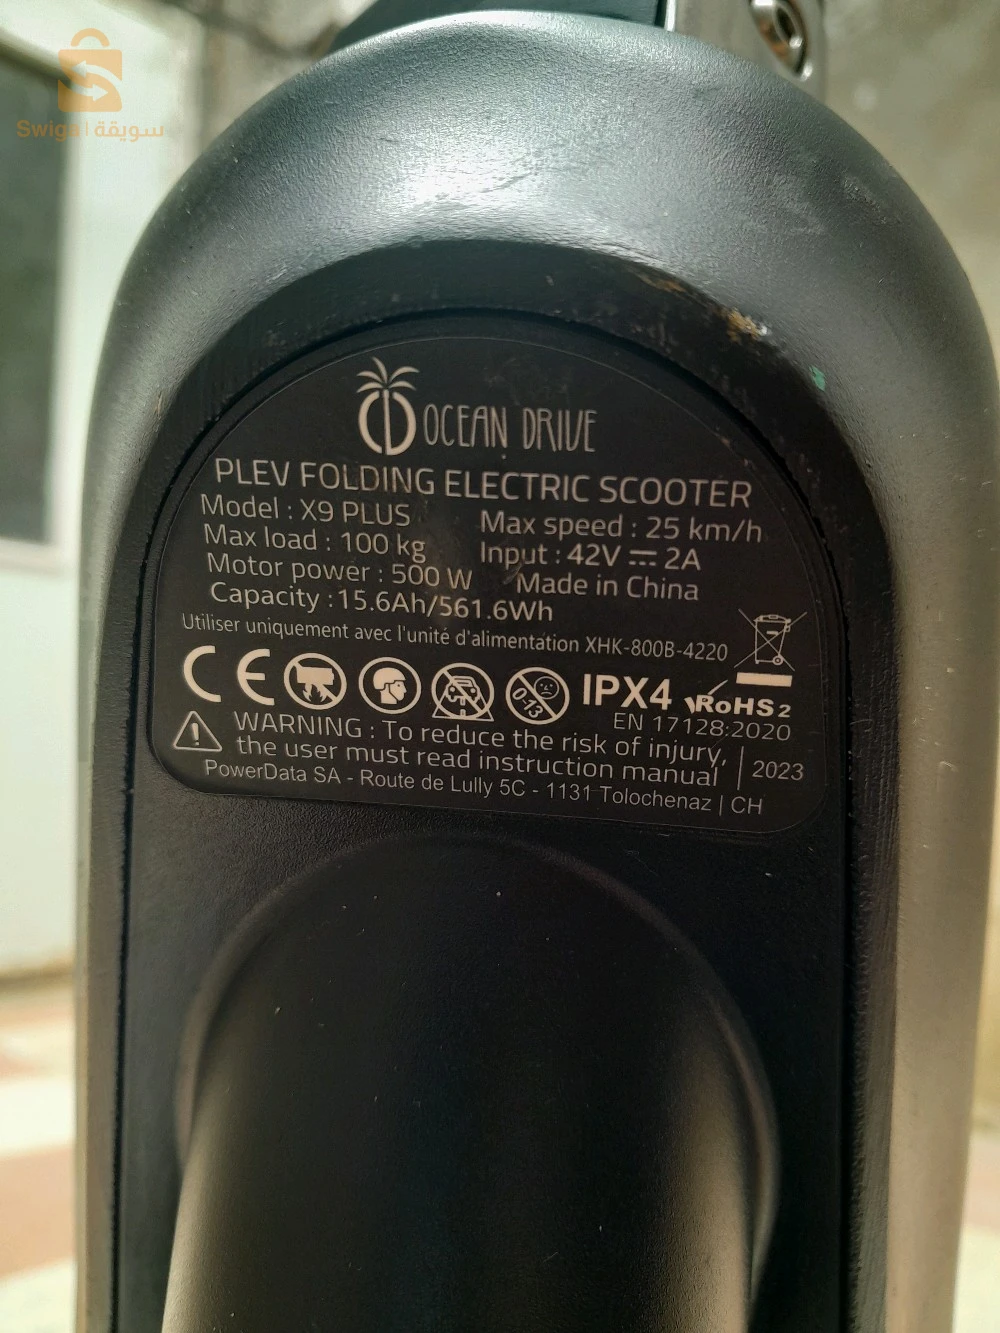 Swiqa | سويقة
OCEAN DRIVE
PLEV FOLDING ELECTRIC SCOOTER
Model : X9 PLUS Max speed : 25 km/h
Max load : 100 kg Input : 42V ⎓ 2A
Motor power : 500 W Made in China
Capacity : 15.6Ah/561.6Wh
Utiliser uniquement avec l'unité d'alimentation XHK-800B-4220
CE 0-13 IPX4 RoHS 2
EN 17128:2020
WARNING : To reduce the risk of injury,
the user must read instruction manual | 2023
PowerData SA - Route de Lully 5C - 1131 Tolochenaz | CH